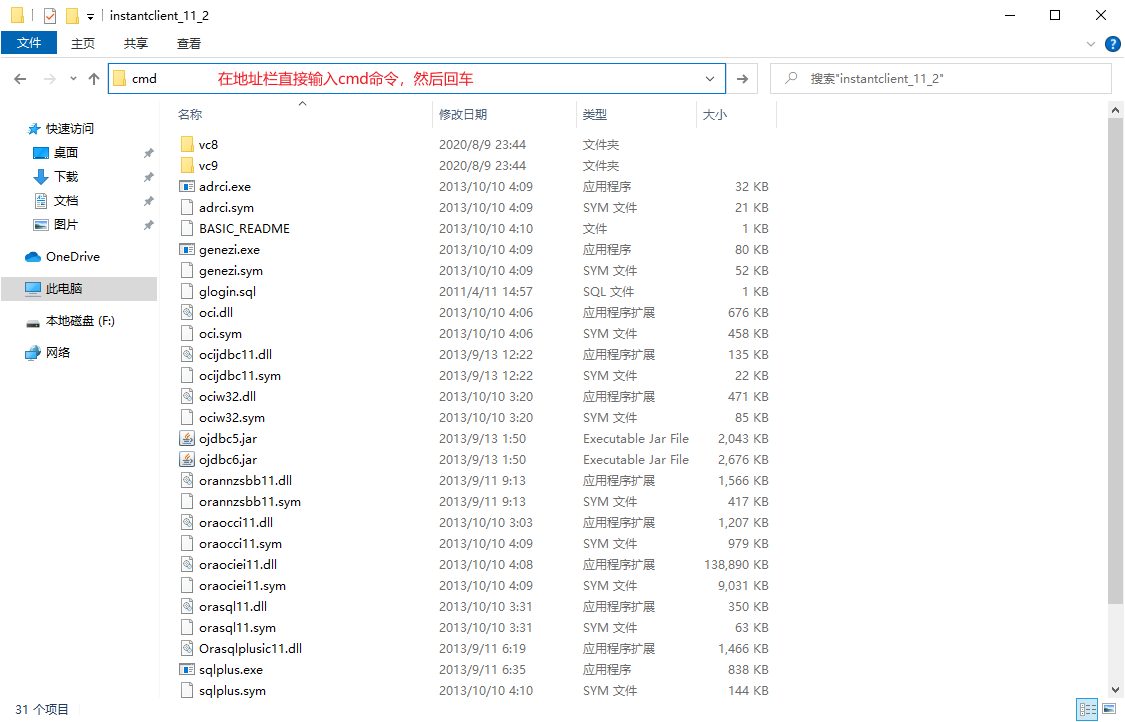 instantclient_11_2
文件 主页 共享 查看
cmd 在地址栏直接输入cmd命令，然后回车 搜索"instantclient_11_2"
名称 修改日期 类型 大小
快速访问
桌面
下载
文档
图片
OneDrive
此电脑
本地磁盘 (F:)
网络
vc8 2020/8/9 23:44 文件夹
vc9 2020/8/9 23:44 文件夹
adrci.exe 2013/10/10 4:09 应用程序 32 KB
adrci.sym 2013/10/10 4:09 SYM 文件 21 KB
BASIC_README 2013/10/10 4:10 文件 1 KB
genezi.exe 2013/10/10 4:09 应用程序 80 KB
genezi.sym 2013/10/10 4:09 SYM 文件 52 KB
glogin.sql 2011/4/11 14:57 SQL 文件 1 KB
oci.dll 2013/10/10 4:06 应用程序扩展 676 KB
oci.sym 2013/10/10 4:06 SYM 文件 458 KB
ocijdbc11.dll 2013/9/13 12:22 应用程序扩展 135 KB
ocijdbc11.sym 2013/9/13 12:22 SYM 文件 22 KB
ociw32.dll 2013/10/10 3:20 应用程序扩展 471 KB
ociw32.sym 2013/10/10 3:20 SYM 文件 85 KB
ojdbc5.jar 2013/9/13 1:50 Executable Jar File 2,043 KB
ojdbc6.jar 2013/9/13 1:50 Executable Jar File 2,676 KB
orannzsbb11.dll 2013/9/11 9:13 应用程序扩展 1,566 KB
orannzsbb11.sym 2013/9/11 9:13 SYM 文件 417 KB
oraocci11.dll 2013/10/10 3:03 应用程序扩展 1,207 KB
oraocci11.sym 2013/10/10 4:09 SYM 文件 979 KB
oraociei11.dll 2013/10/10 4:08 应用程序扩展 138,890 KB
oraociei11.sym 2013/10/10 4:09 SYM 文件 9,031 KB
orasql11.dll 2013/10/10 3:31 应用程序扩展 350 KB
orasql11.sym 2013/10/10 3:31 SYM 文件 63 KB
Orasqlplusic11.dll 2013/9/11 6:19 应用程序扩展 1,466 KB
sqlplus.exe 2013/9/11 6:35 应用程序 838 KB
sqlplus.sym 2013/10/10 4:10 SYM 文件 144 KB
31 个项目